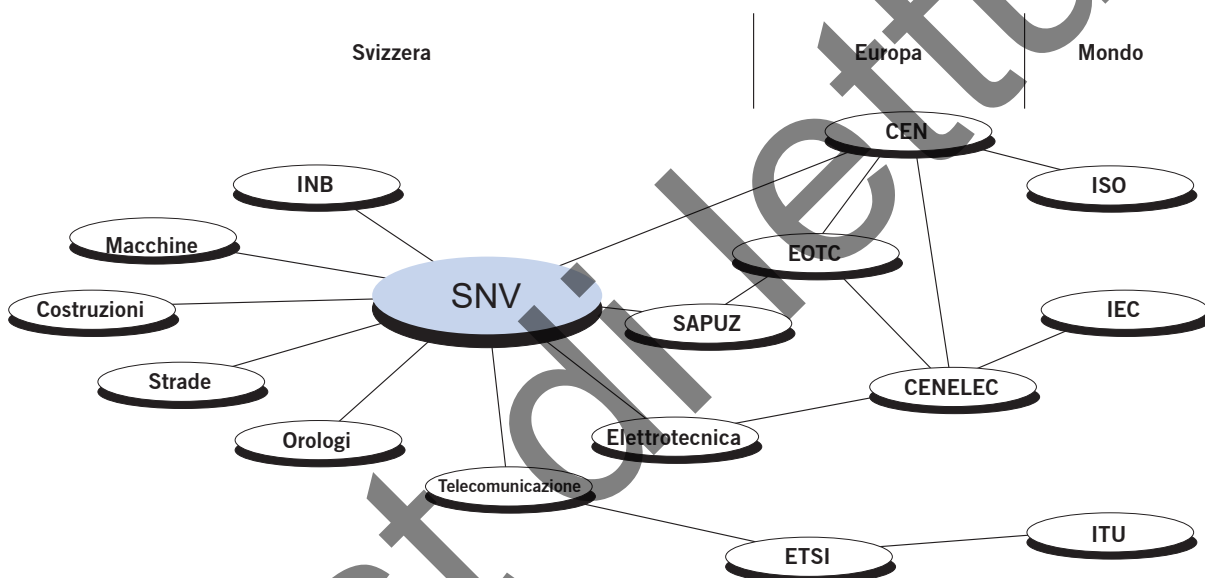 Svizzera
Europa
Mondo
CEN
INB
ISO
Macchine
EOTC
SNV
Costruzioni
IEC
SAPUZ
Strade
CENELEC
Orologi
Elettrotecnica
Telecomunicazione
ITU
ETSI